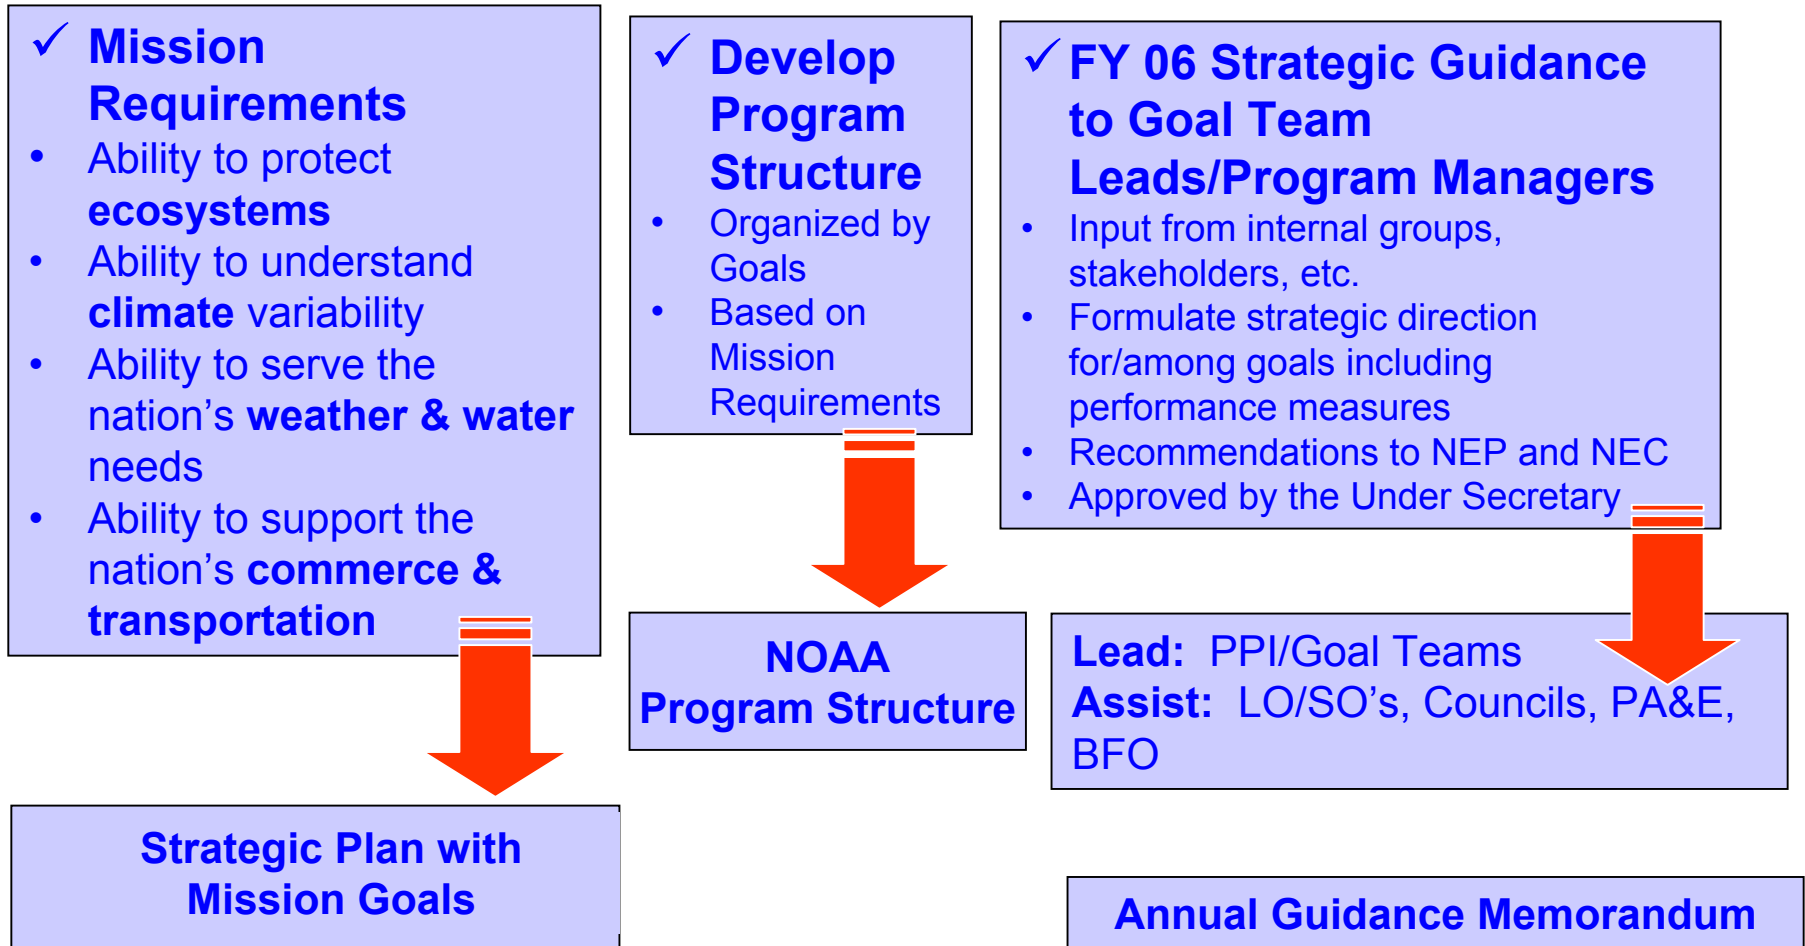 ✓ Mission
Requirements
• Ability to protect
ecosystems
• Ability to understand
climate variability
• Ability to serve the
nation’s weather & water
needs
• Ability to support the
nation’s commerce &
transportation
Strategic Plan with
Mission Goals
✓ Develop
Program
Structure
• Organized by
Goals
• Based on
Mission
Requirements
NOAA
Program Structure
✓ FY 06 Strategic Guidance
to Goal Team
Leads/Program Managers
• Input from internal groups,
stakeholders, etc.
• Formulate strategic direction
for/among goals including
performance measures
• Recommendations to NEP and NEC
• Approved by the Under Secretary
Lead: PPI/Goal Teams
Assist: LO/SO’s, Councils, PA&E,
BFO
Annual Guidance Memorandum